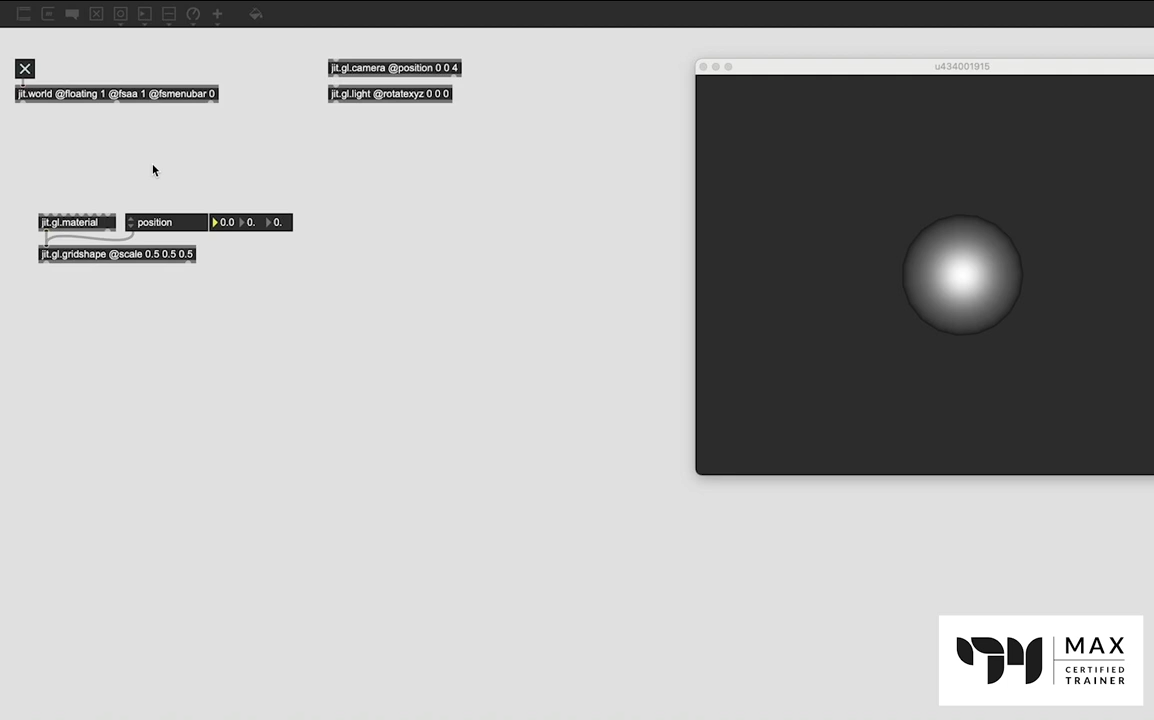 jit.world @floating 1 @fsaa 1 @fsmenubar 0
jit.gl.camera @position 0 0 4
jit.gl.light @rotatexyz 0 0 0
u434001915
jit.gl.material
position 0.0 0. 0.
jit.gl.gridshape @scale 0.5 0.5 0.5
MAX
CERTIFIED
TRAINER